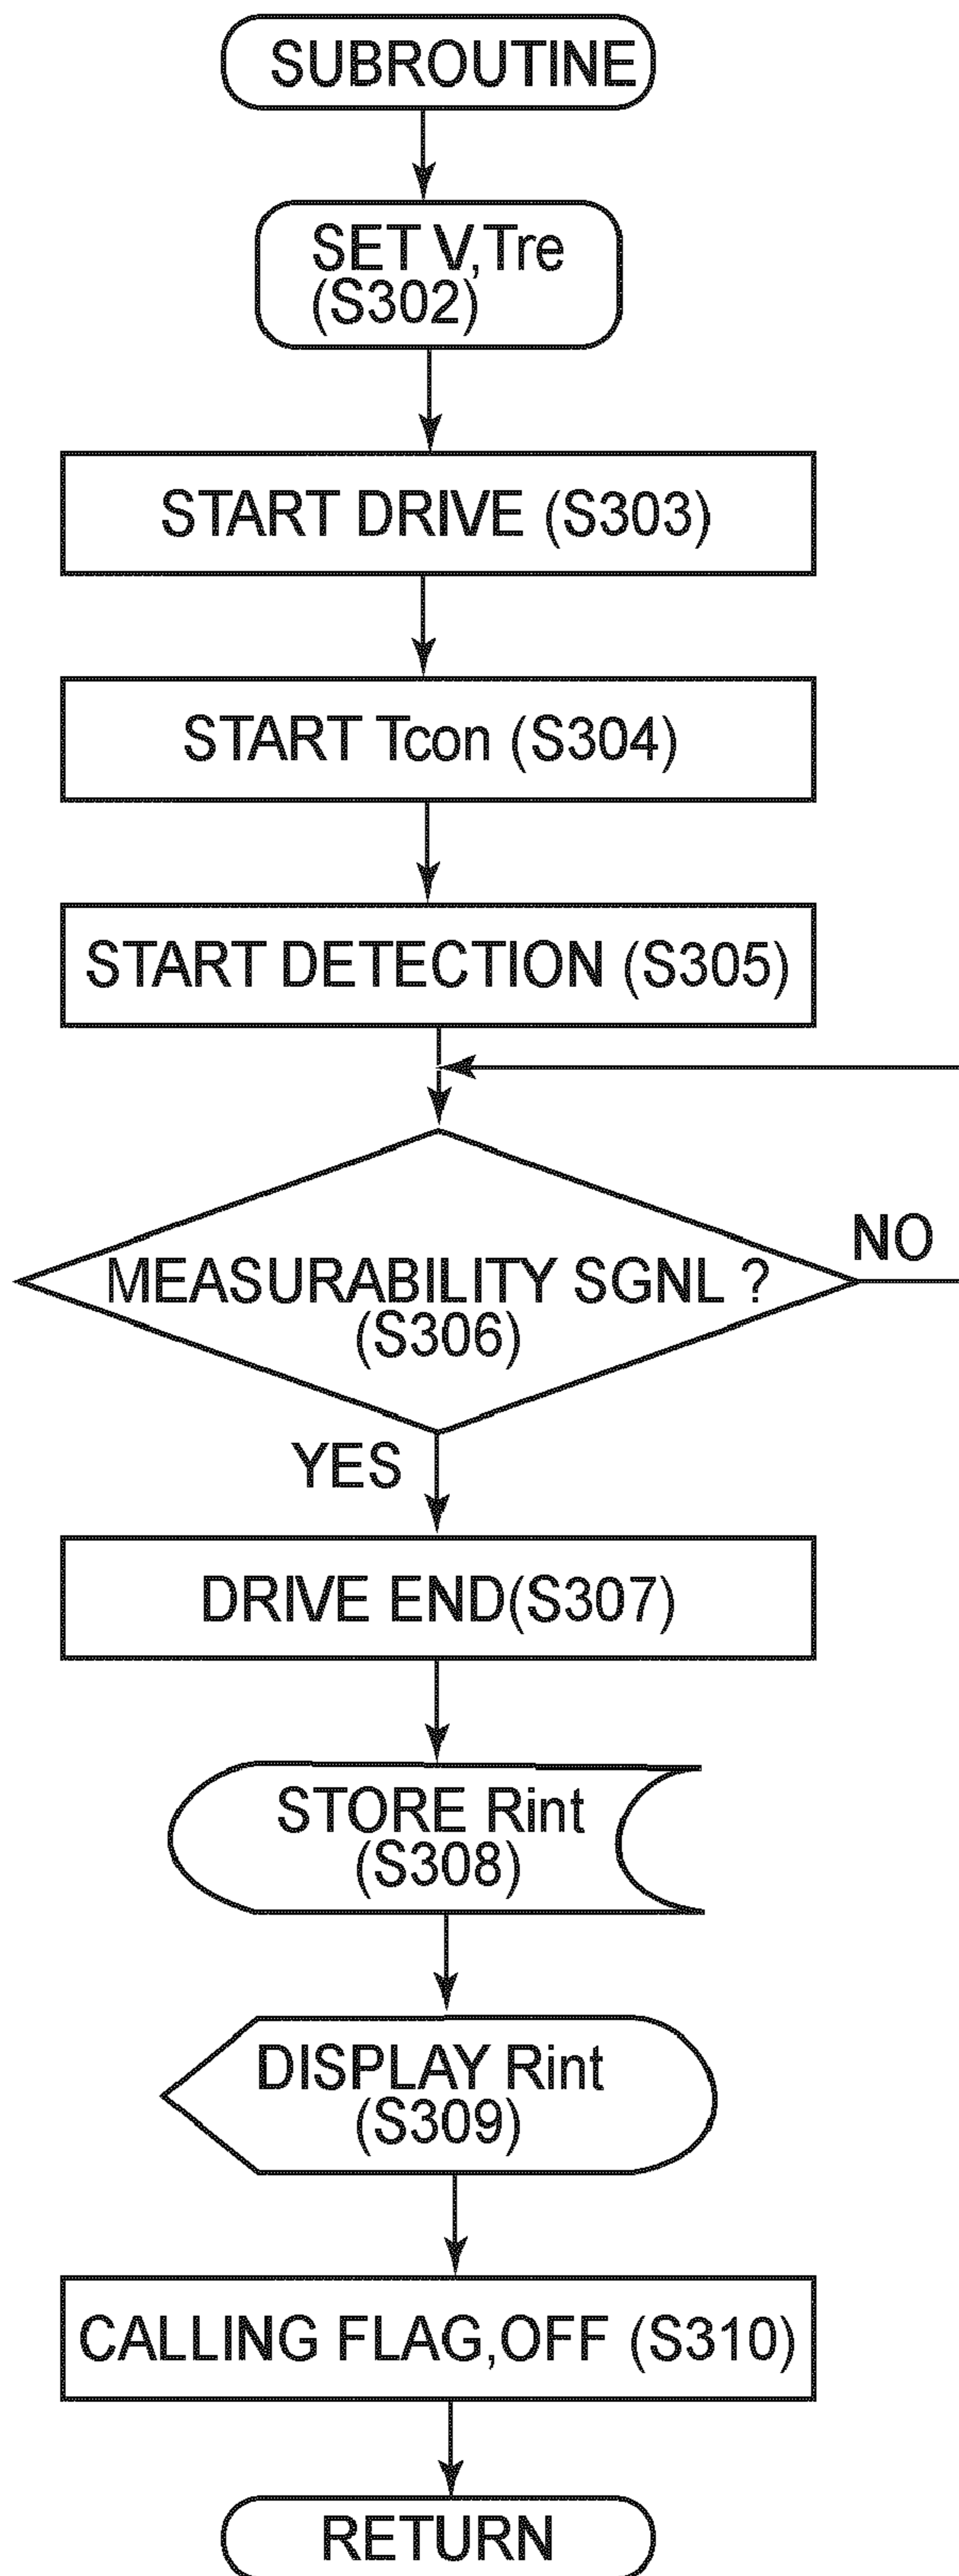 SUBROUTINE
SET V,Tre
(S302)
START DRIVE (S303)
START Tcon (S304)
START DETECTION (S305)
MEASURABILITY SGNL ?
(S306)
NO
YES
DRIVE END(S307)
STORE Rint
(S308)
DISPLAY Rint
(S309)
CALLING FLAG,OFF (S310)
RETURN